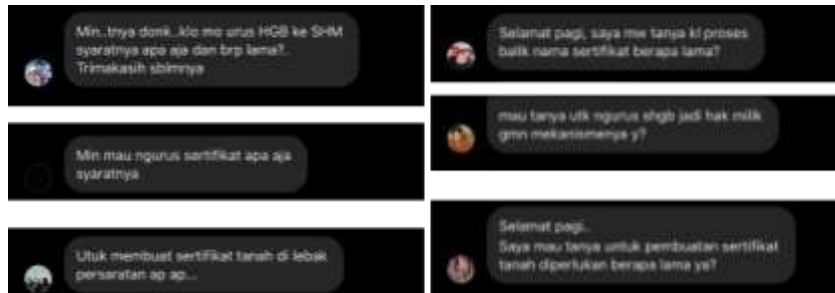 Min..tnya donk..klo mo urus HGB ke SHM
syaratnya apa aja dan brp lama?.
Trimakasih sblmnya
Min mau ngurus sertifikat apa aja
syaratnya
Utuk membuat sertifikat tanah di lebak
persaratan ap ap...
Selamat pagi, saya mw tanya kl proses
balik nama sertifikat berapa lama?
mau tanya utk ngurus shgb jadi hak milik
gmn mekanismenya y?
Selamat pagi..
Saya mau tanya untuk pembuatan sertifikat
tanah diperlukan berapa lama ya?